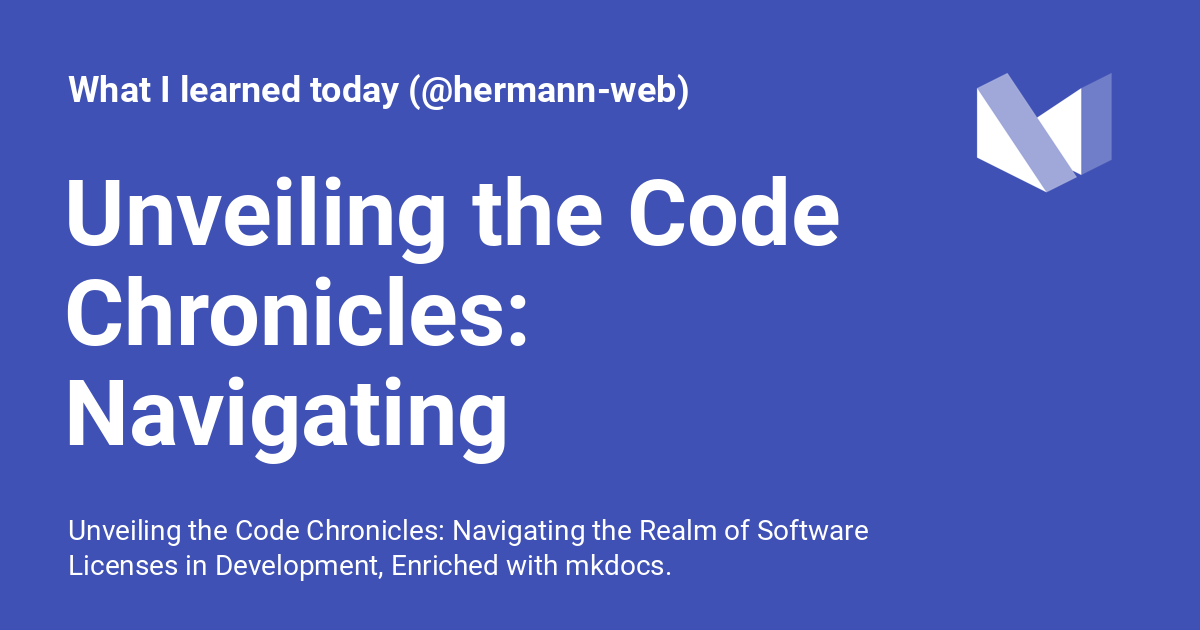 What I learned today (@hermann-web)
Unveiling the Code
Chronicles:
Navigating
Unveiling the Code Chronicles: Navigating the Realm of Software
Licenses in Development, Enriched with mkdocs.